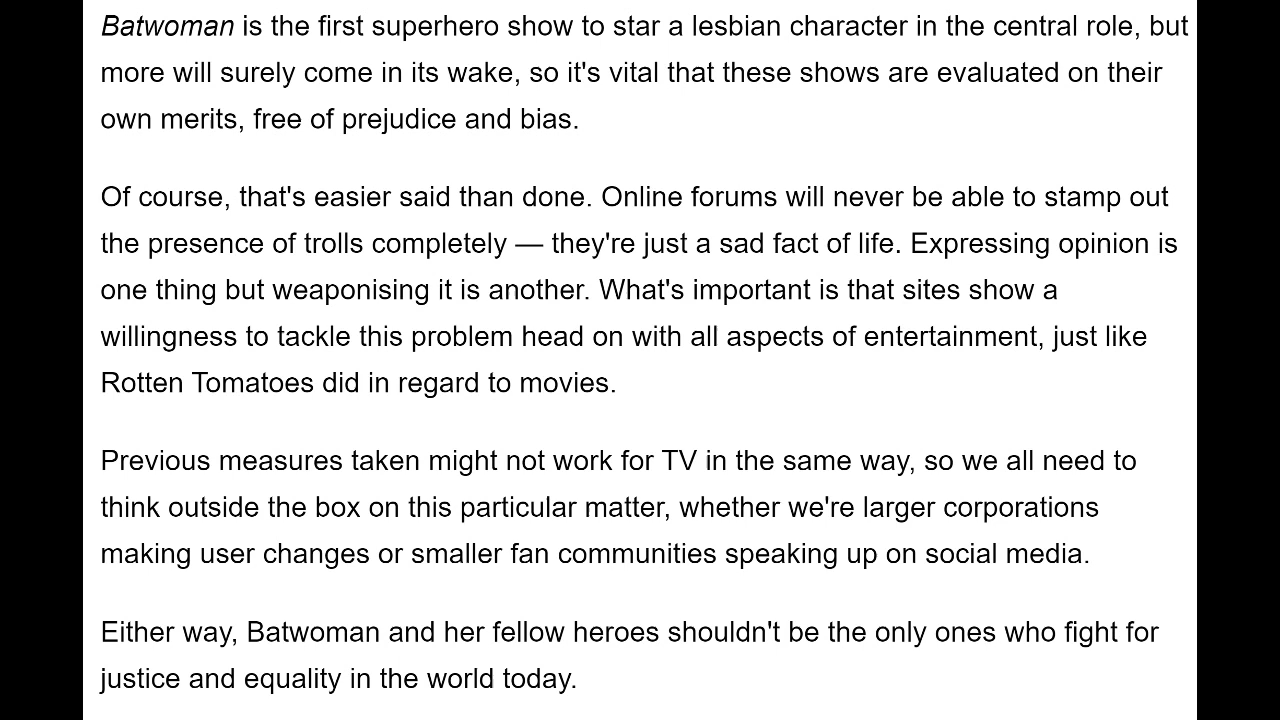 Batwoman is the first superhero show to star a lesbian character in the central role, but
more will surely come in its wake, so it's vital that these shows are evaluated on their
own merits, free of prejudice and bias.
Of course, that's easier said than done. Online forums will never be able to stamp out
the presence of trolls completely — they're just a sad fact of life. Expressing opinion is
one thing but weaponising it is another. What's important is that sites show a
willingness to tackle this problem head on with all aspects of entertainment, just like
Rotten Tomatoes did in regard to movies.
Previous measures taken might not work for TV in the same way, so we all need to
think outside the box on this particular matter, whether we're larger corporations
making user changes or smaller fan communities speaking up on social media.
Either way, Batwoman and her fellow heroes shouldn't be the only ones who fight for
justice and equality in the world today.